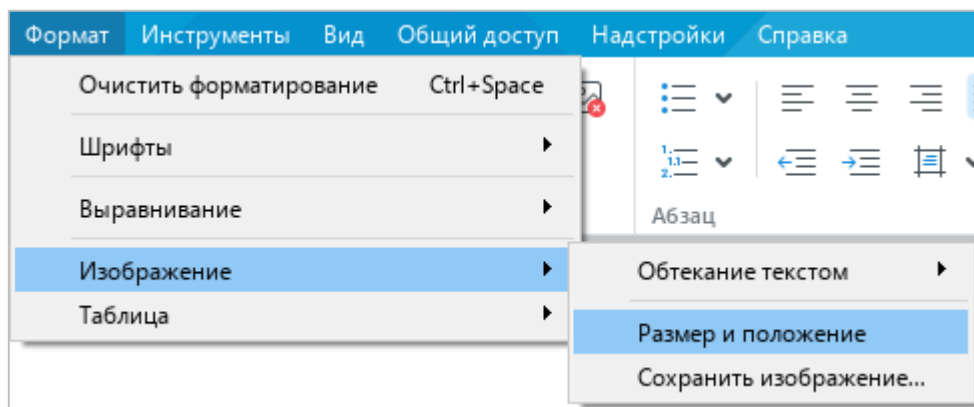 Формат Инструменты Вид Общий доступ Надстройки Справка
Очистить форматирование Ctrl+Space
Шрифты
Выравнивание
Абзац
Изображение
Обтекание текстом
Таблица
Размер и положение
Сохранить изображение...